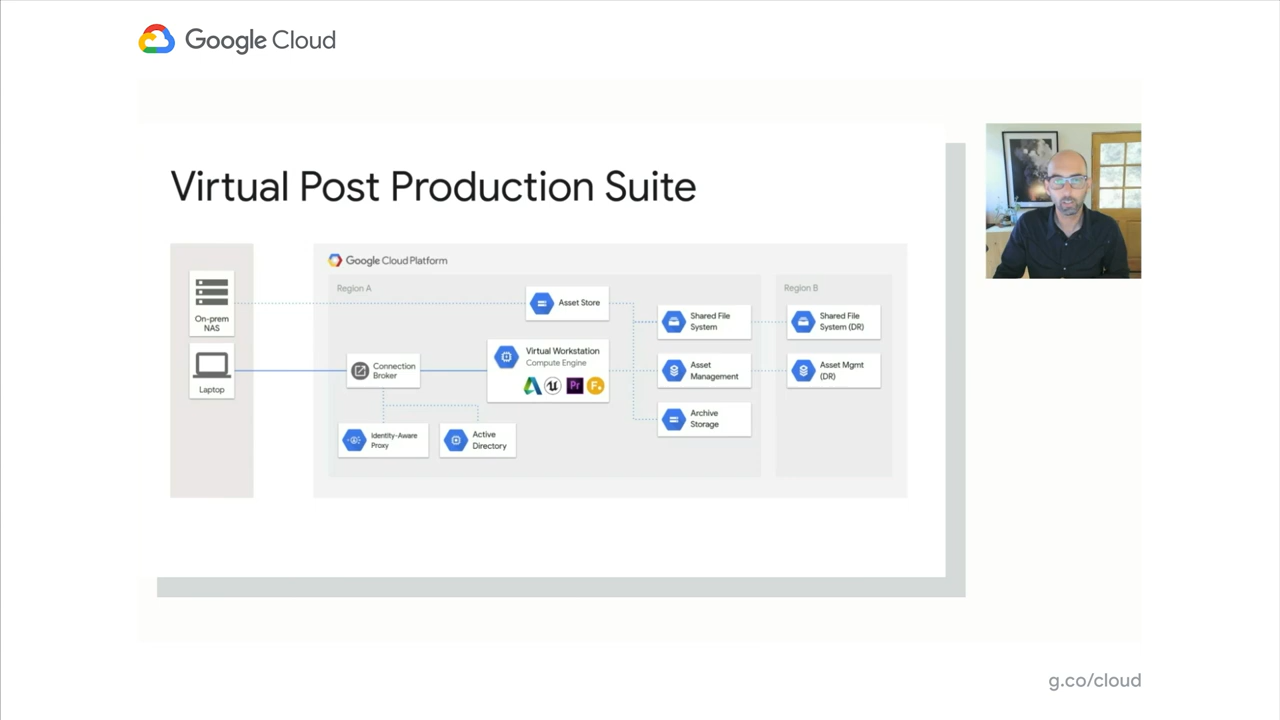 Google Cloud
Virtual Post Production Suite
On-prem
NAS
Laptop
Google Cloud Platform
Region A
Asset Store
Connection
Broker
Virtual Workstation
Compute Engine
Pr
F.
Identity-Aware
Proxy
Active
Directory
Shared File
System
Asset
Management
Archive
Storage
Region B
Shared File
System (DR)
Asset Mgmt
(DR)
g.co/cloud